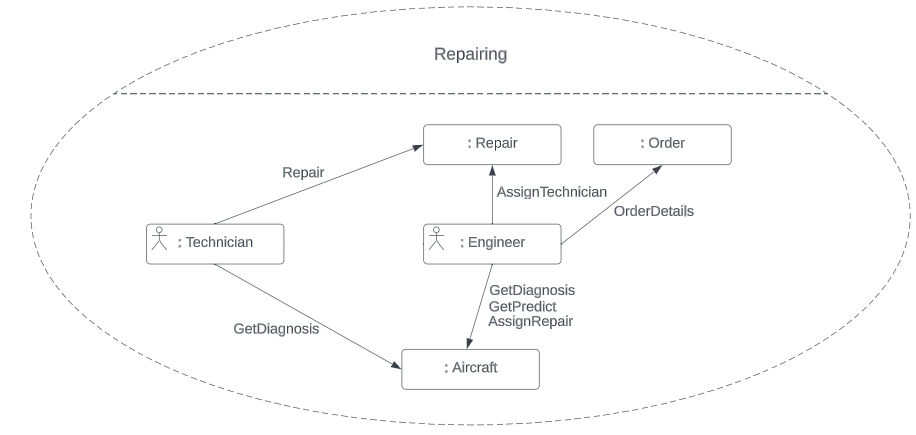 Repairing
: Repair
: Order
Repair
AssignTechnician
OrderDetails
: Technician
: Engineer
GetDiagnosis
GetPredict
AssignRepair
GetDiagnosis
: Aircraft